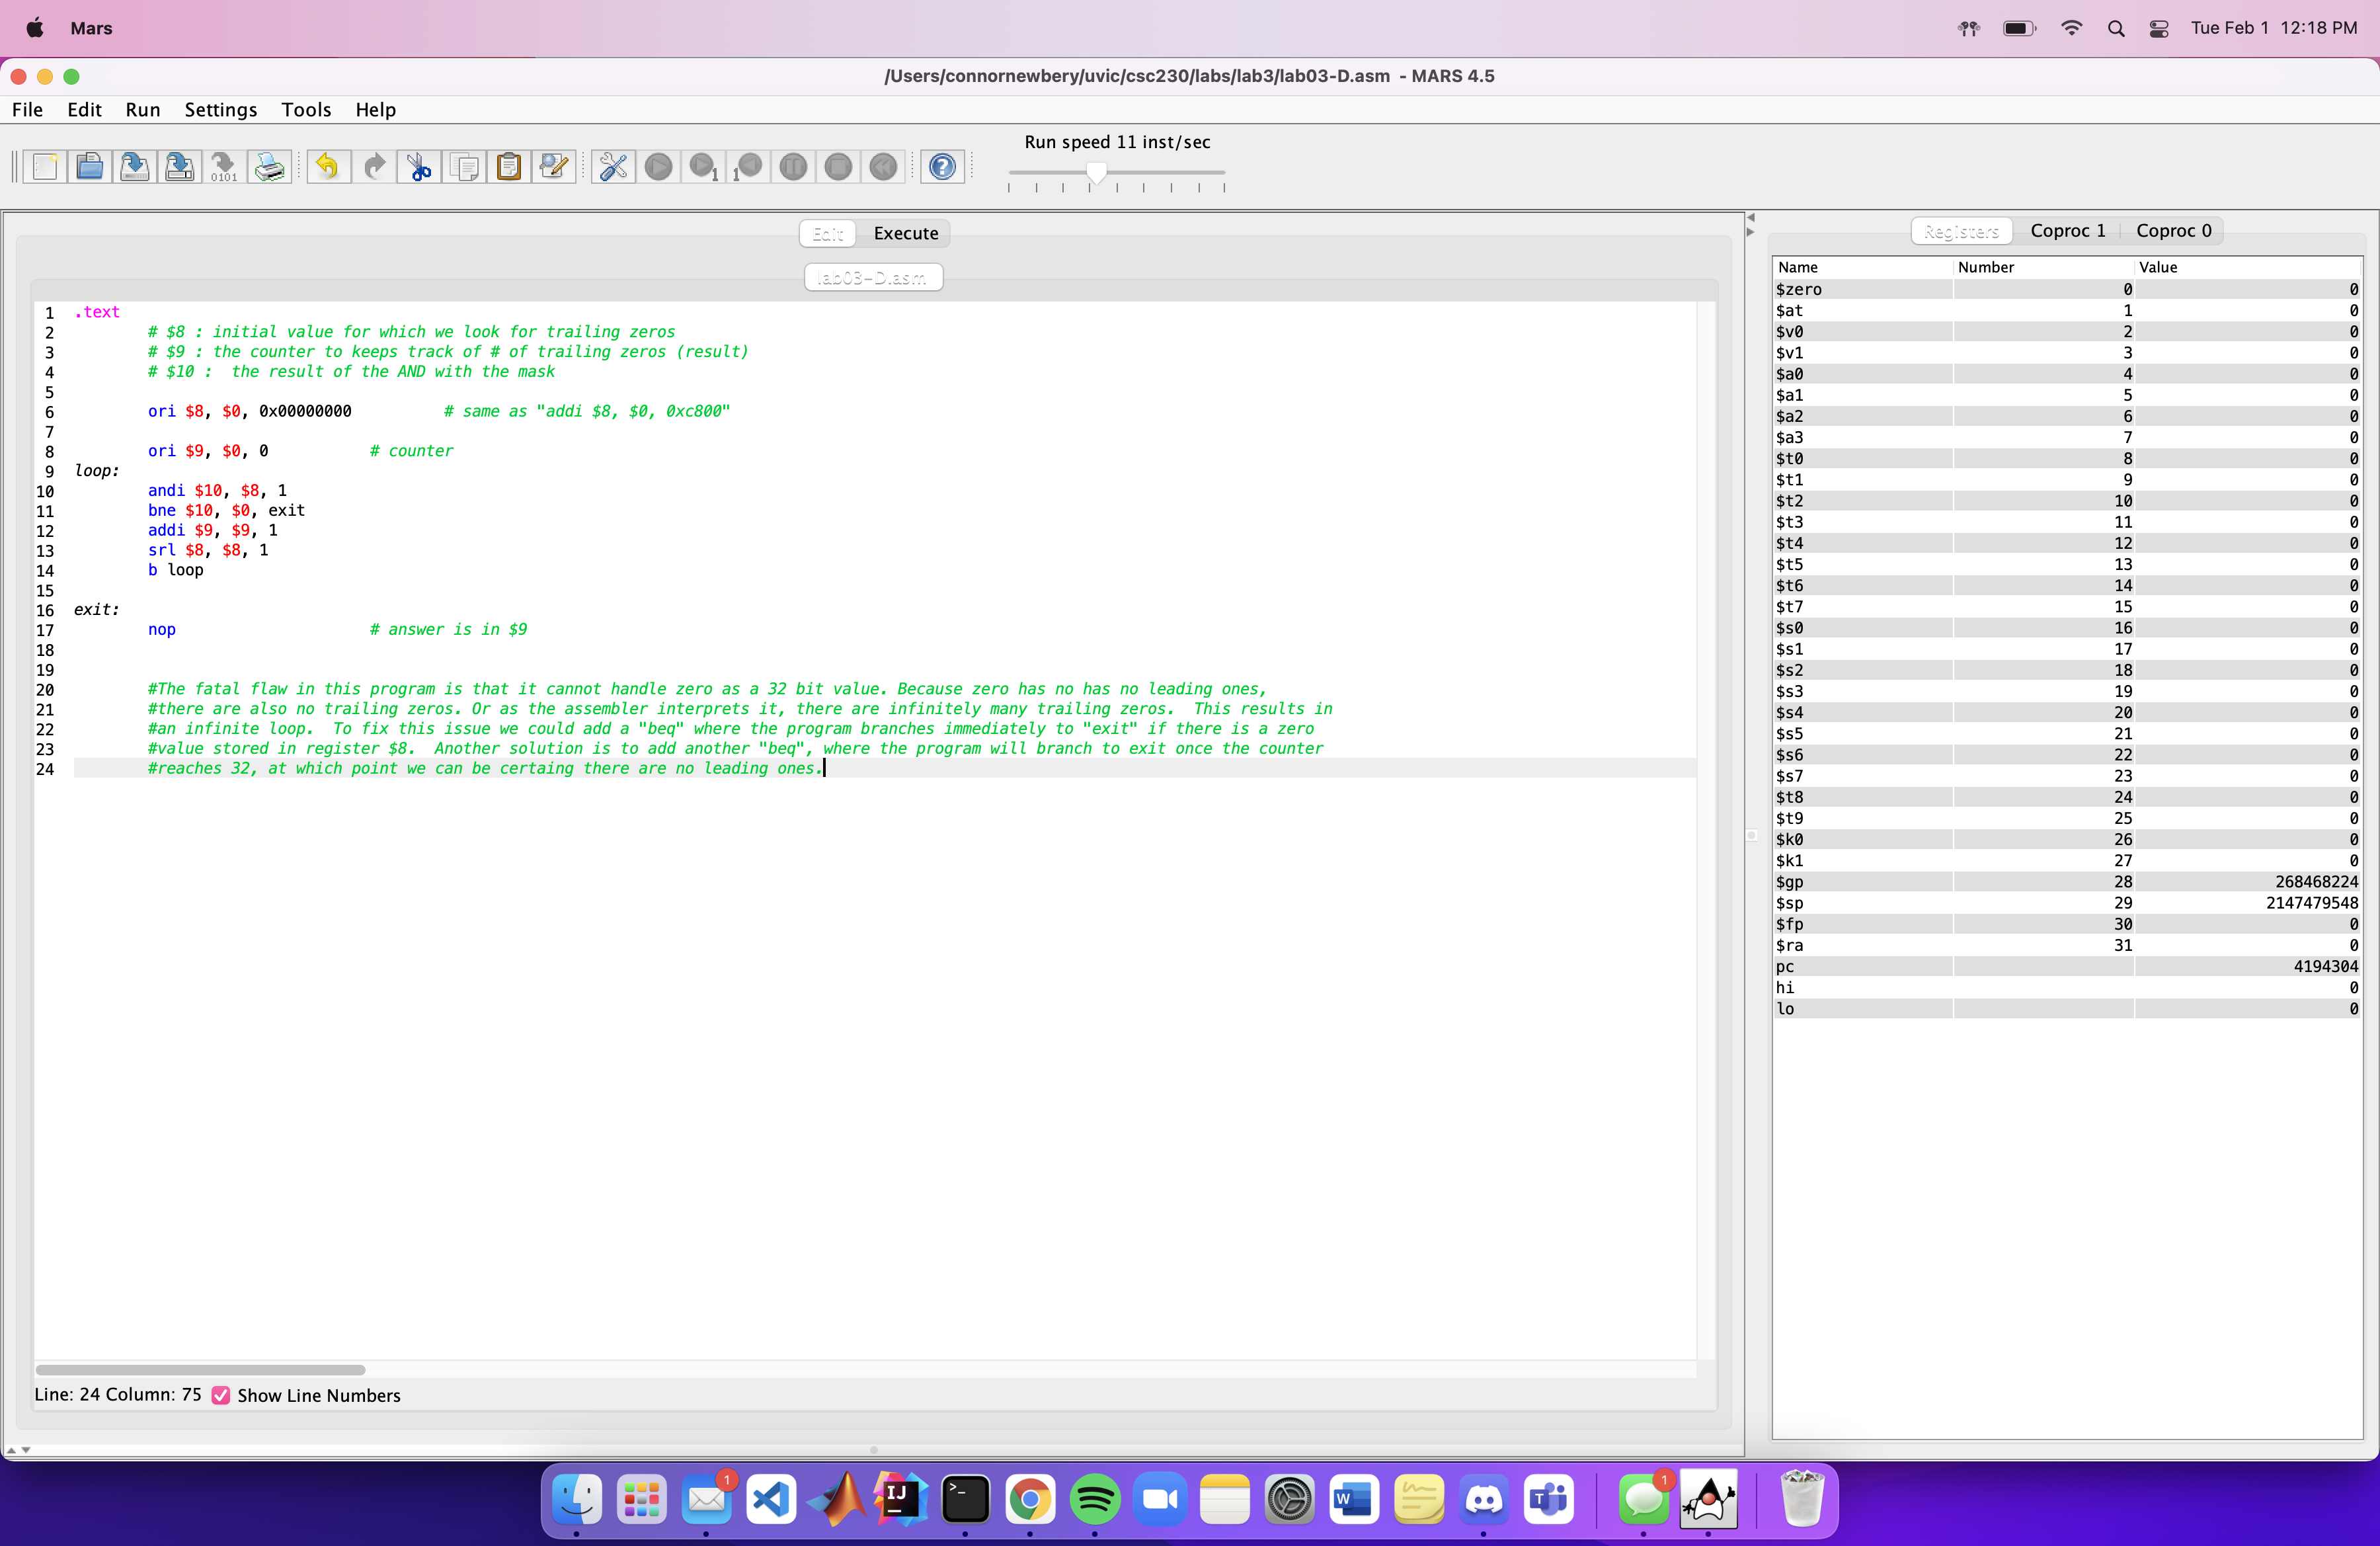 Mars
Tue Feb 1 12:18 PM
/Users/connornewbery/uvic/csc230/labs/lab3/lab03-D.asm - MARS 4.5
File Edit Run Settings Tools Help
Run speed 11 inst/sec
0101
1
1
Edit Execute
lab03-D.asm
1 .text
2 # $8 : initial value for which we look for trailing zeros
3 # $9 : the counter to keeps track of # of trailing zeros (result)
4 # $10 :  the result of the AND with the mask
5
6 ori $8, $0, 0x00000000 # same as "addi $8, $0, 0xc800"
7
8 ori $9, $0, 0 # counter
9 loop:
10 andi $10, $8, 1
11 bne $10, $0, exit
12 addi $9, $9, 1
13 srl $8, $8, 1
14 b loop
15
16 exit:
17 nop # answer is in $9
18
19
20 #The fatal flaw in this program is that it cannot handle zero as a 32 bit value. Because zero has no has no leading ones,
21 #there are also no trailing zeros. Or as the assembler interprets it, there are infinitely many trailing zeros.  This results in
22 #an infinite loop.  To fix this issue we could add a "beq" where the program branches immediately to "exit" if there is a zero
23 #value stored in register $8.  Another solution is to add another "beq", where the program will branch to exit once the counter
24 #reaches 32, at which point we can be certaing there are no leading ones.
Line: 24 Column: 75 Show Line Numbers
Registers Coproc 1 Coproc 0
Name Number Value
$zero 0 0
$at 1 0
$v0 2 0
$v1 3 0
$a0 4 0
$a1 5 0
$a2 6 0
$a3 7 0
$t0 8 0
$t1 9 0
$t2 10 0
$t3 11 0
$t4 12 0
$t5 13 0
$t6 14 0
$t7 15 0
$s0 16 0
$s1 17 0
$s2 18 0
$s3 19 0
$s4 20 0
$s5 21 0
$s6 22 0
$s7 23 0
$t8 24 0
$t9 25 0
$k0 26 0
$k1 27 0
$gp 28 268468224
$sp 29 2147479548
$fp 30 0
$ra 31 0
pc 4194304
hi 0
lo 0
1
IJ
>_
W
T
1